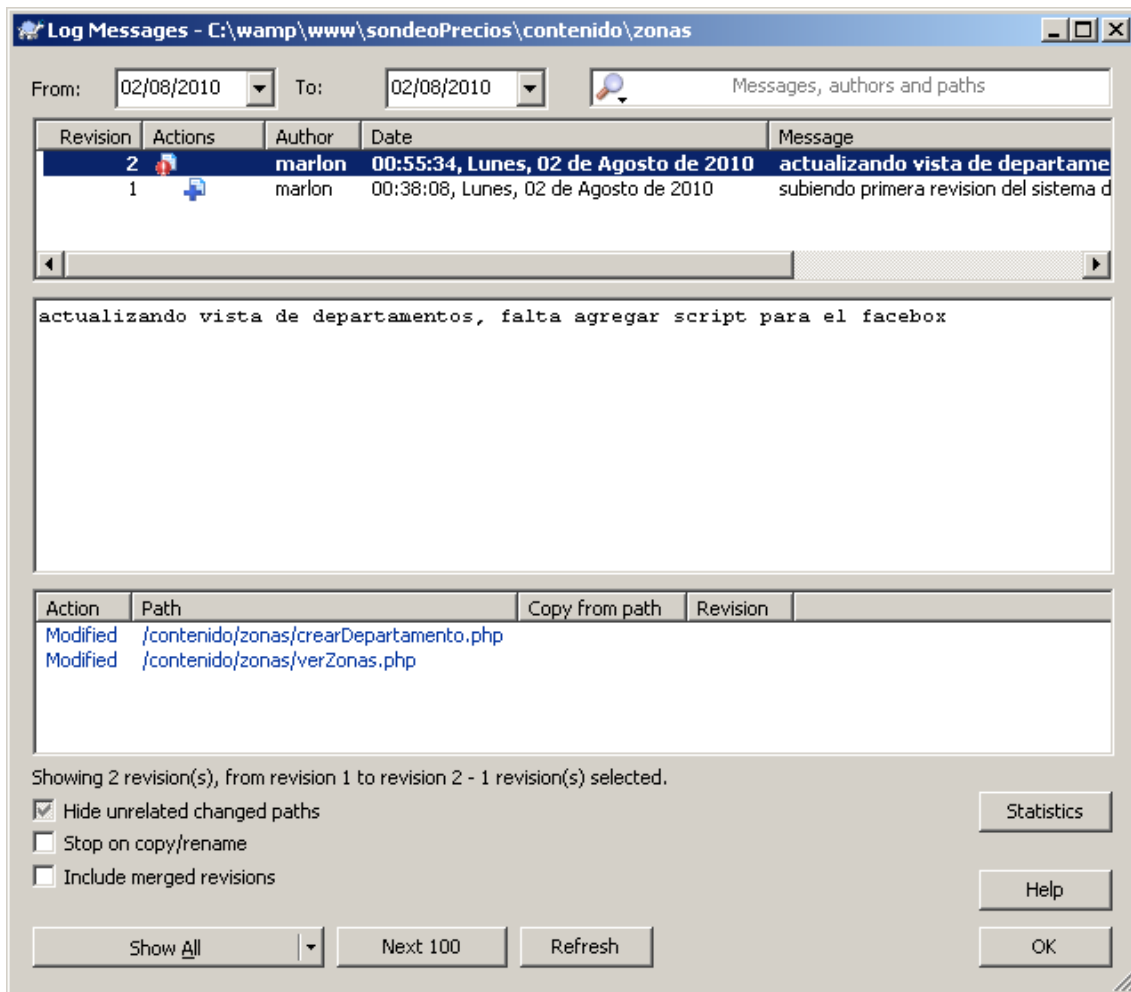 Log Messages - C:\wamp\www\sondeoPrecios\contenido\zonas
From: 02/08/2010 To: 02/08/2010 Messages, authors and paths
Revision Actions Author Date Message
2 marlon 00:55:34, Lunes, 02 de Agosto de 2010 actualizando vista de departame
1 marlon 00:38:08, Lunes, 02 de Agosto de 2010 subiendo primera revision del sistema d
actualizando vista de departamentos, falta agregar script para el facebox
Action Path Copy from path Revision
Modified /contenido/zonas/crearDepartamento.php
Modified /contenido/zonas/verZonas.php
Showing 2 revision(s), from revision 1 to revision 2 - 1 revision(s) selected.
Hide unrelated changed paths Statistics
Stop on copy/rename
Include merged revisions Help
Show All Next 100 Refresh OK